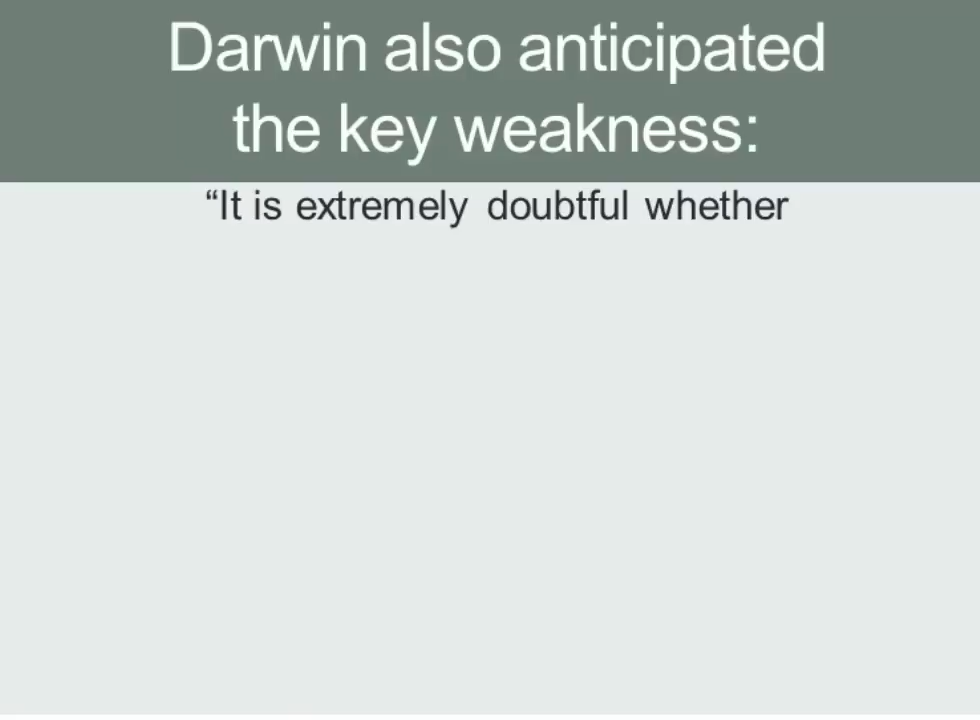 Darwin also anticipated
the key weakness:
“It is extremely doubtful whether